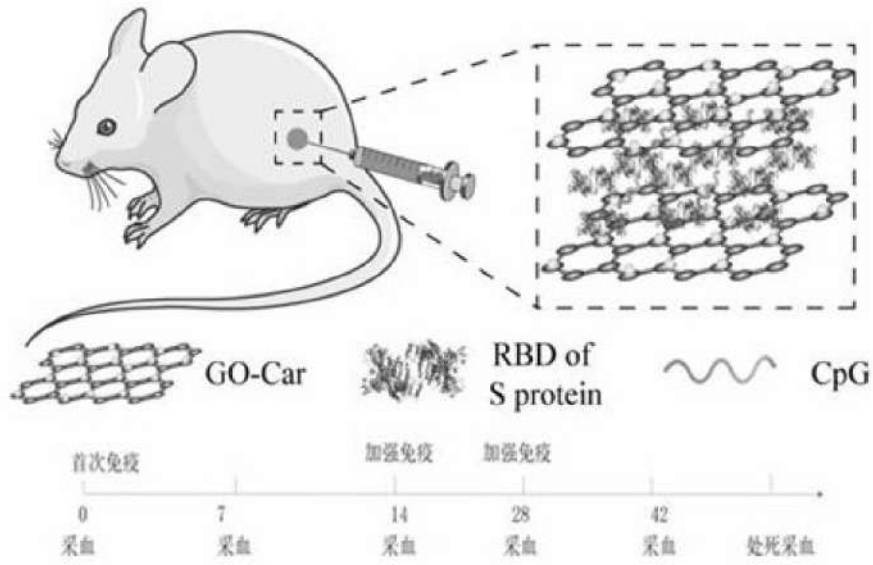 GO-Car
RBD of
S protein
CpG
首次免疫
加强免疫
加强免疫
0
7
14
28
42
采血
采血
采血
采血
采血
处死采血